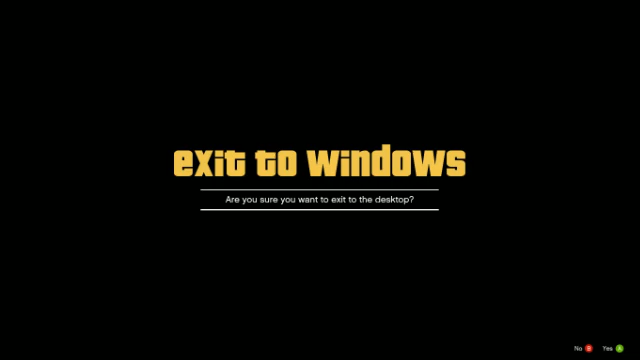 exit to windows
Are you sure you want to exit to the desktop?
No B Yes A